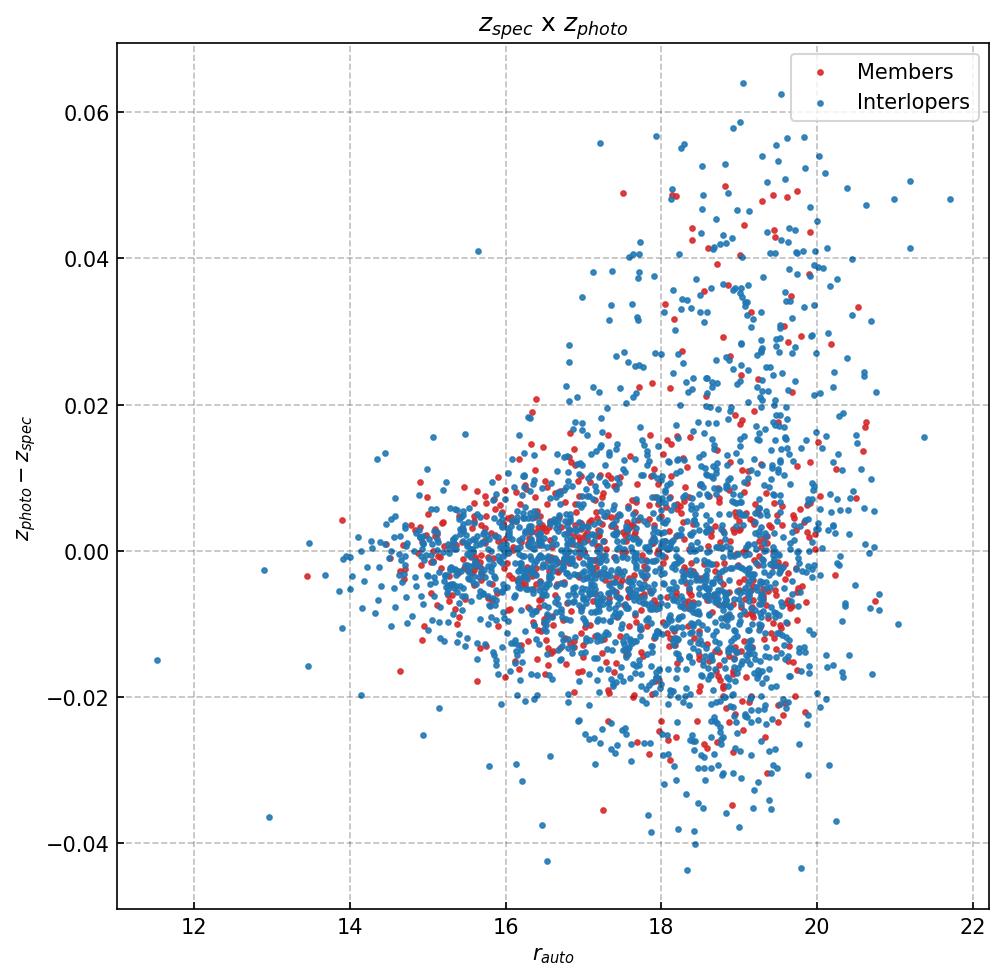 z_spec x z_photo
Members
Interlopers
0.06
0.04
0.02
0.00
−0.02
−0.04
z_photo − z_spec
12 14 16 18 20 22
r_auto